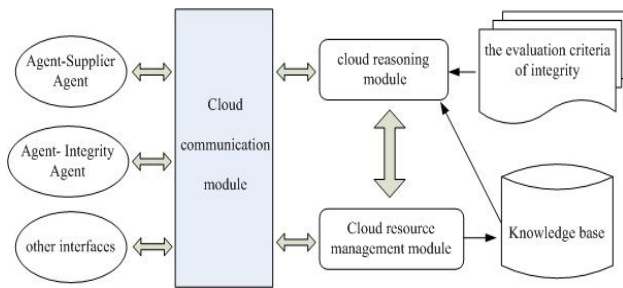 Agent-Supplier
Agent
Agent- Integrity
Agent
other interfaces
Cloud
communication
module
cloud reasoning
module
Cloud resource
management module
the evaluation criteria
of integrity
Knowledge base